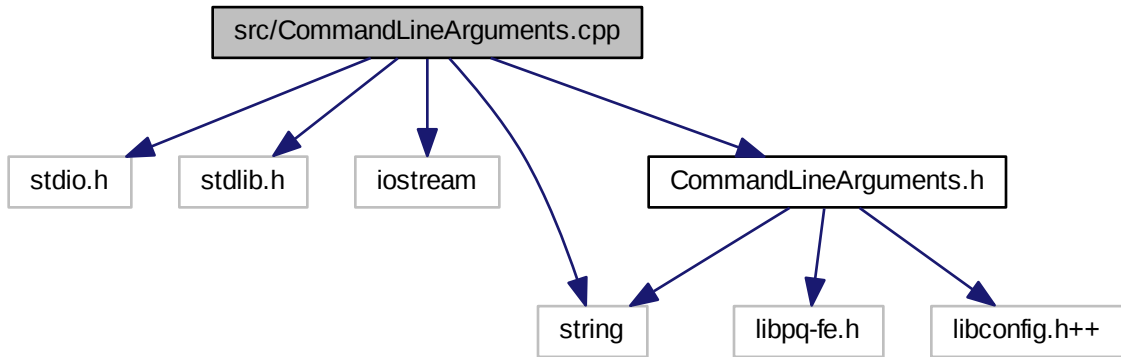 src/CommandLineArguments.cpp
stdio.h
stdlib.h
iostream
CommandLineArguments.h
string
libpq-fe.h
libconfig.h++